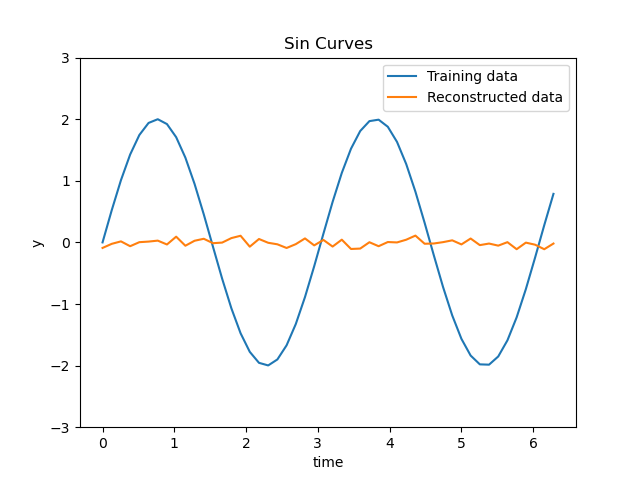 Sin Curves
Training data
Reconstructed data
3
2
1
0
−1
−2
−3
y
0 1 2 3 4 5 6
time